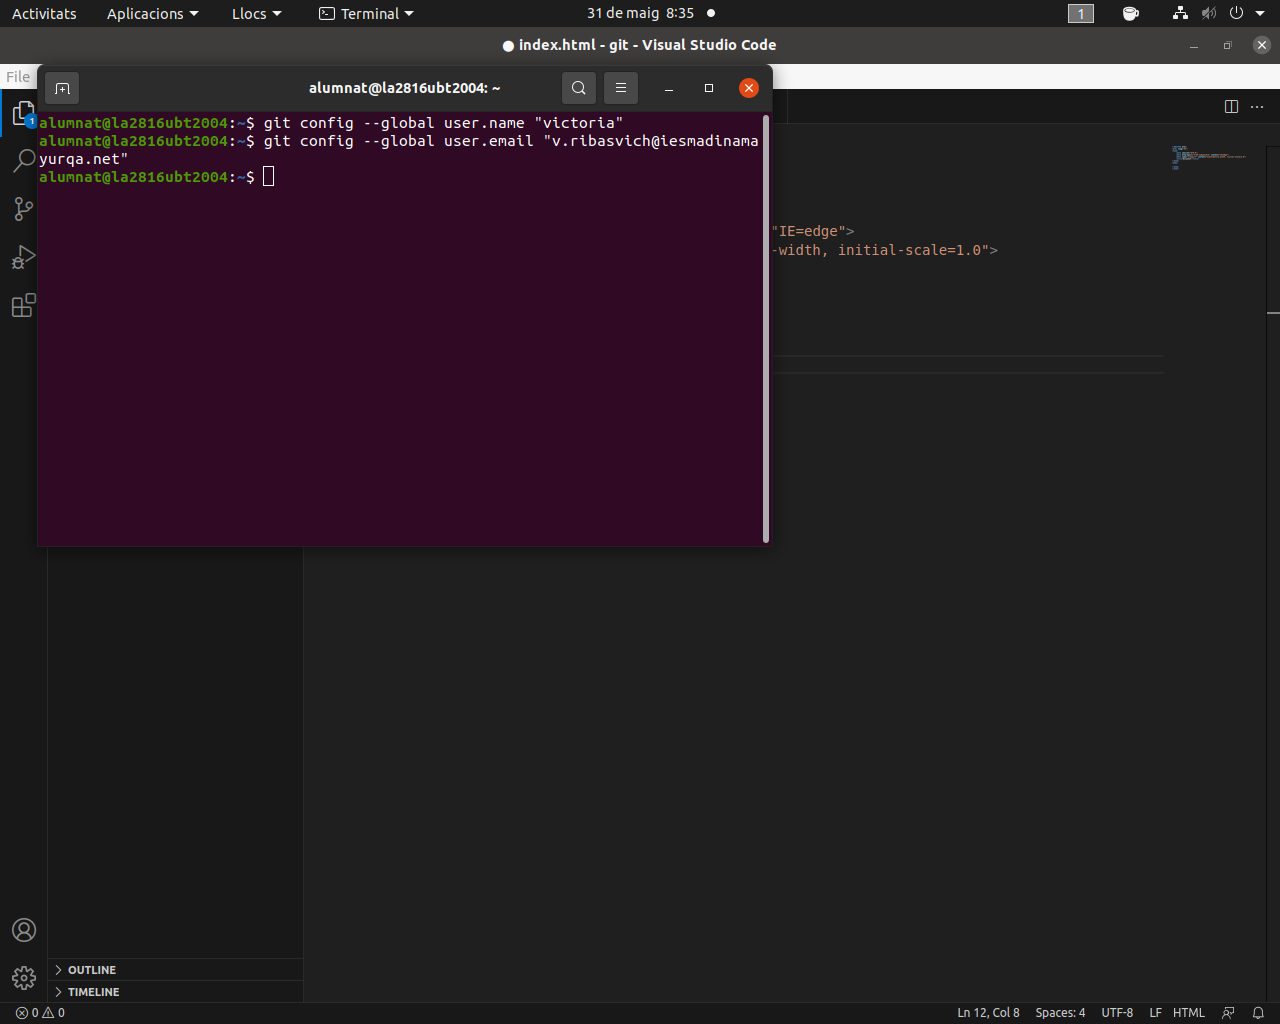 Activitats Aplicacions Llocs Terminal 31 de maig 8:35 1
● index.html - git - Visual Studio Code
File
alumnat@la2816ubt2004: ~
1
alumnat@la2816ubt2004:~$ git config --global user.name "victoria"
alumnat@la2816ubt2004:~$ git config --global user.email "v.ribasvich@iesmadinama
yurqa.net"
alumnat@la2816ubt2004:~$
"IE=edge">
-width, initial-scale=1.0">
OUTLINE
TIMELINE
0 0 Ln 12, Col 8 Spaces: 4 UTF-8 LF HTML